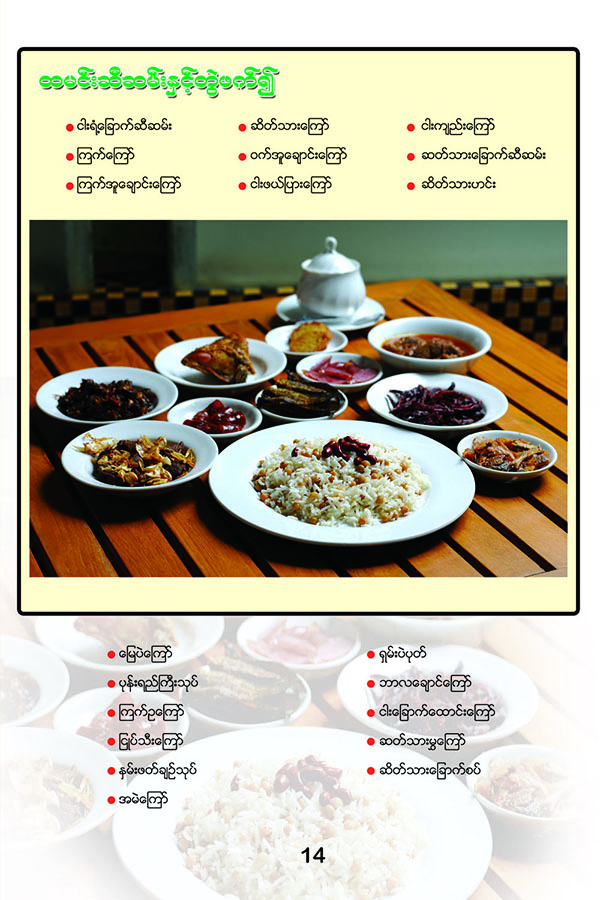 ထမင်းဆီဆမ်းနှင့်တွဲဖက်၍
ငါးရံ့ခြောက်ဆီဆမ်း
ဆိတ်သားကြော်
ငါးကျည်းကြော်
ကြက်ကြော်
ဝက်အူချောင်းကြော်
ဆတ်သားခြောက်ဆီဆမ်း
ကြက်အူချောင်းကြော်
ငါးဖယ်ပြားကြော်
ဆိတ်သားဟင်း
မြေပဲကြော်
ရှမ်းပဲပုတ်
ပုန်းရည်ကြီးသုပ်
ဘာလချောင်ကြော်
ကြက်ဥကြော်
ငါးခြောက်ထောင်းကြော်
ငြုပ်သီးကြော်
ဆတ်သားမွှကြော်
နှမ်းဖတ်ချဉ်သုပ်
ဆိတ်သားခြောက်စပ်
အမဲကြော်
14